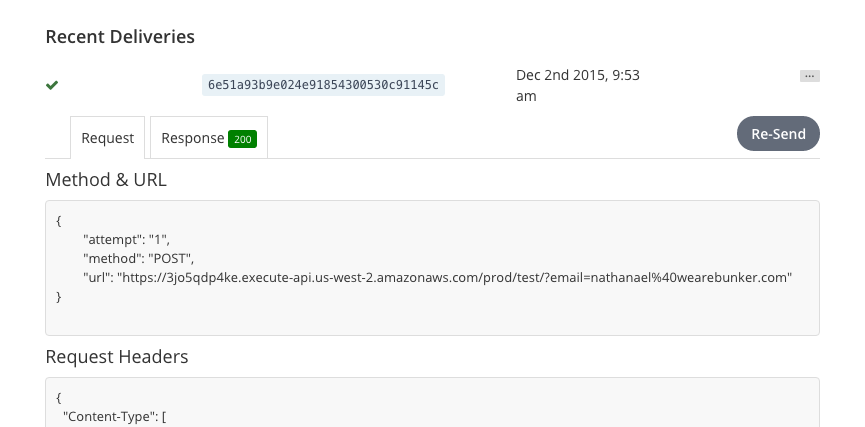 Recent Deliveries
6e51a93b9e024e91854300530c91145c
Dec 2nd 2015, 9:53
am
...
Request
Response 200
Re-Send
Method & URL
{
"attempt": "1",
"method": "POST",
"url": "https://3jo5qdp4ke.execute-api.us-west-2.amazonaws.com/prod/test/?email=nathanael%40wearebunker.com"
}
Request Headers
{
"Content-Type": [